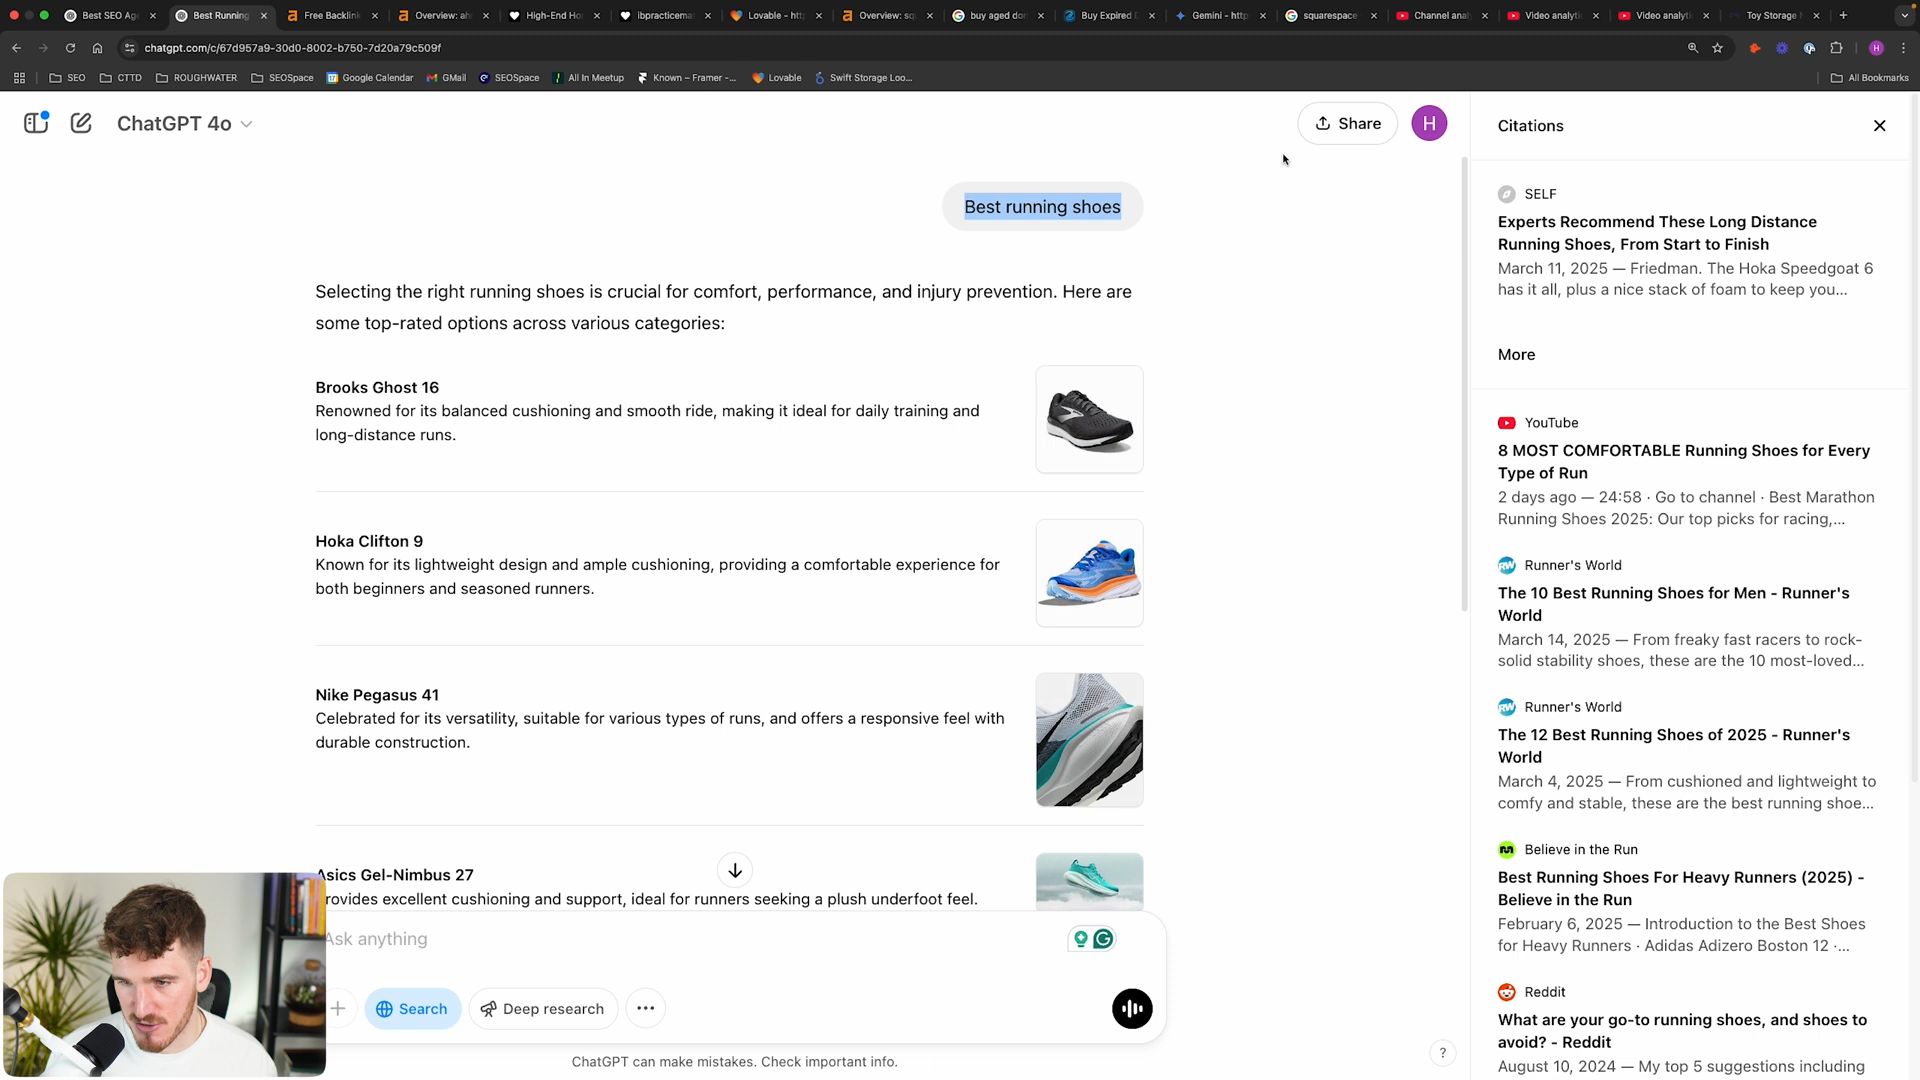 Best SEO Age
Best Running
Free Backlink
Overview: ah
High-End Ho
ibpracticema
Lovable - htt
Overview: sq
buy aged do
Buy Expired D
Gemini - http
squarespace
Channel anal
Video analyti
Video analyti
Toy Storage
chatgpt.com/c/67d957a9-30d0-8002-b750-7d20a79c509f
SEO
CTTD
ROUGHWATER
SEOSpace
Google Calendar
GMail
SEOSpace
All In Meetup
Known – Framer -...
Lovable
Swift Storage Loo...
All Bookmarks
ChatGPT 4o
Share
H
Best running shoes
Selecting the right running shoes is crucial for comfort, performance, and injury prevention. Here are
some top-rated options across various categories:
Brooks Ghost 16
Renowned for its balanced cushioning and smooth ride, making it ideal for daily training and
long-distance runs.
Hoka Clifton 9
Known for its lightweight design and ample cushioning, providing a comfortable experience for
both beginners and seasoned runners.
Nike Pegasus 41
Celebrated for its versatility, suitable for various types of runs, and offers a responsive feel with
durable construction.
Asics Gel-Nimbus 27
rovides excellent cushioning and support, ideal for runners seeking a plush underfoot feel.
Ask anything
Search
Deep research
ChatGPT can make mistakes. Check important info.
?
Citations
SELF
Experts Recommend These Long Distance
Running Shoes, From Start to Finish
March 11, 2025 — Friedman. The Hoka Speedgoat 6
has it all, plus a nice stack of foam to keep you...
More
YouTube
8 MOST COMFORTABLE Running Shoes for Every
Type of Run
2 days ago — 24:58 · Go to channel · Best Marathon
Running Shoes 2025: Our top picks for racing,...
RW Runner's World
The 10 Best Running Shoes for Men - Runner's
World
March 14, 2025 — From freaky fast racers to rock-
solid stability shoes, these are the 10 most-loved...
RW Runner's World
The 12 Best Running Shoes of 2025 - Runner's
World
March 4, 2025 — From cushioned and lightweight to
comfy and stable, these are the best running shoe...
Believe in the Run
Best Running Shoes For Heavy Runners (2025) -
Believe in the Run
February 6, 2025 — Introduction to the Best Shoes
for Heavy Runners · Adidas Adizero Boston 12 ·...
Reddit
What are your go-to running shoes, and shoes to
avoid? - Reddit
August 10, 2024 — My top 5 suggestions including